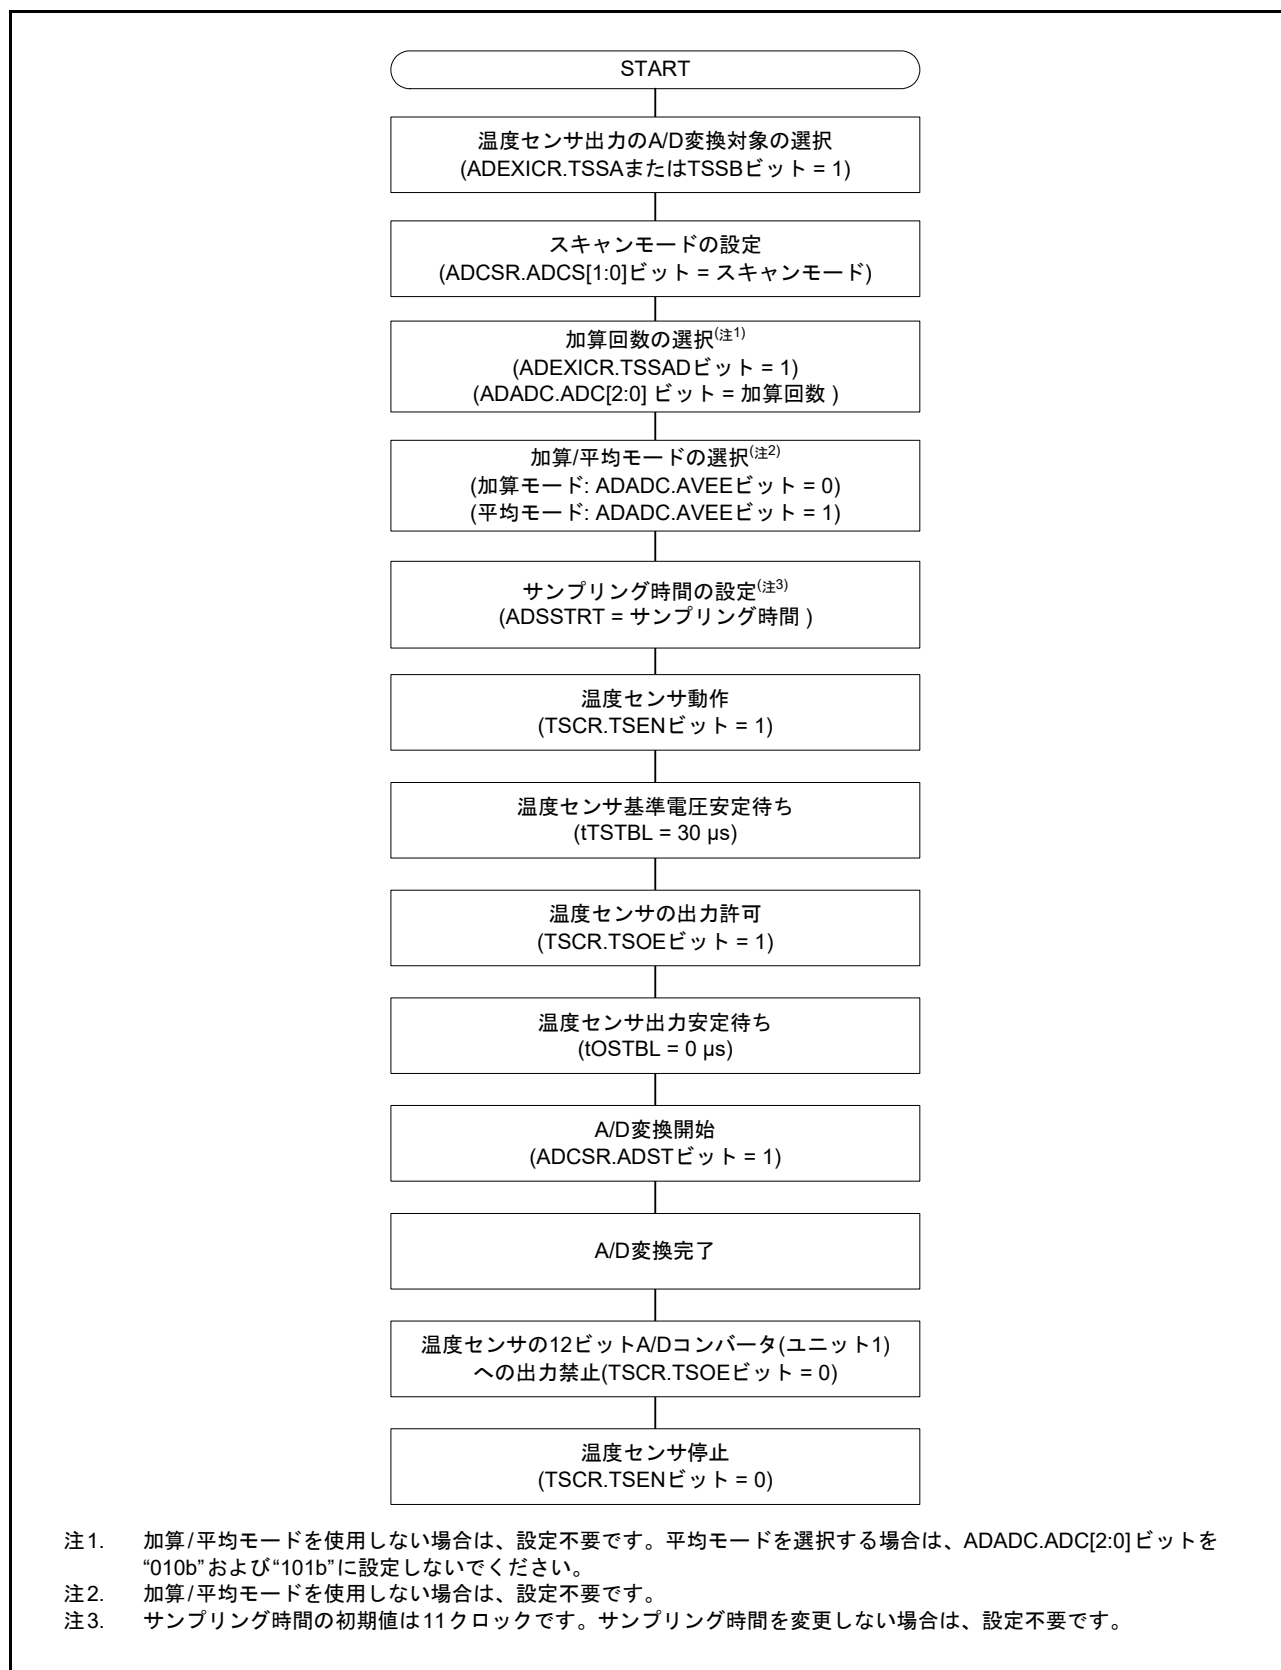 START
温度センサ出力のA/D変換対象の選択
(ADEXICR.TSSAまたはTSSBビット = 1)
スキャンモードの設定
(ADCSR.ADCS[1:0]ビット = スキャンモード)
加算回数の選択(注1)
(ADEXICR.TSSADビット = 1)
(ADADC.ADC[2:0] ビット = 加算回数 )
加算/平均モードの選択(注2)
(加算モード: ADADC.AVEEビット = 0)
(平均モード: ADADC.AVEEビット = 1)
サンプリング時間の設定(注3)
(ADSSTRT = サンプリング時間 )
温度センサ動作
(TSCR.TSENビット = 1)
温度センサ基準電圧安定待ち
(tTSTBL = 30 μs)
温度センサの出力許可
(TSCR.TSOEビット = 1)
温度センサ出力安定待ち
(tOSTBL = 0 μs)
A/D変換開始
(ADCSR.ADSTビット = 1)
A/D変換完了
温度センサの12ビットA/Dコンバータ(ユニット1)
への出力禁止(TSCR.TSOEビット = 0)
温度センサ停止
(TSCR.TSENビット = 0)
注1. 加算/平均モードを使用しない場合は、設定不要です。平均モードを選択する場合は、ADADC.ADC[2:0]ビットを
“010b”および“101b”に設定しないでください。
注2. 加算/平均モードを使用しない場合は、設定不要です。
注3. サンプリング時間の初期値は11クロックです。サンプリング時間を変更しない場合は、設定不要です。